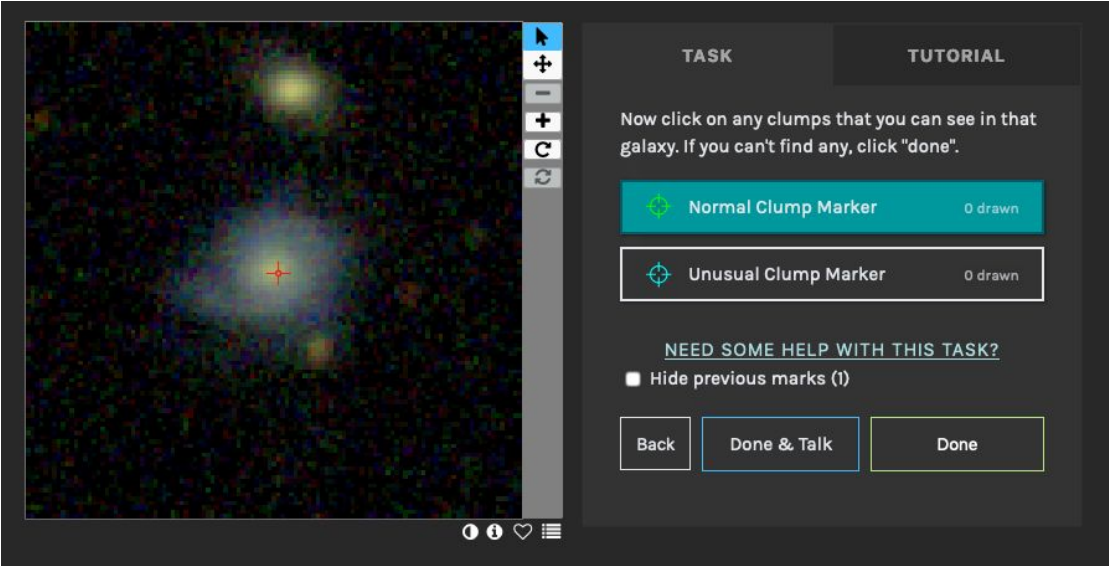 TASK
TUTORIAL
Now click on any clumps that you can see in that
galaxy. If you can't find any, click "done".
Normal Clump Marker 0 drawn
Unusual Clump Marker 0 drawn
NEED SOME HELP WITH THIS TASK?
Hide previous marks (1)
Back
Done & Talk
Done